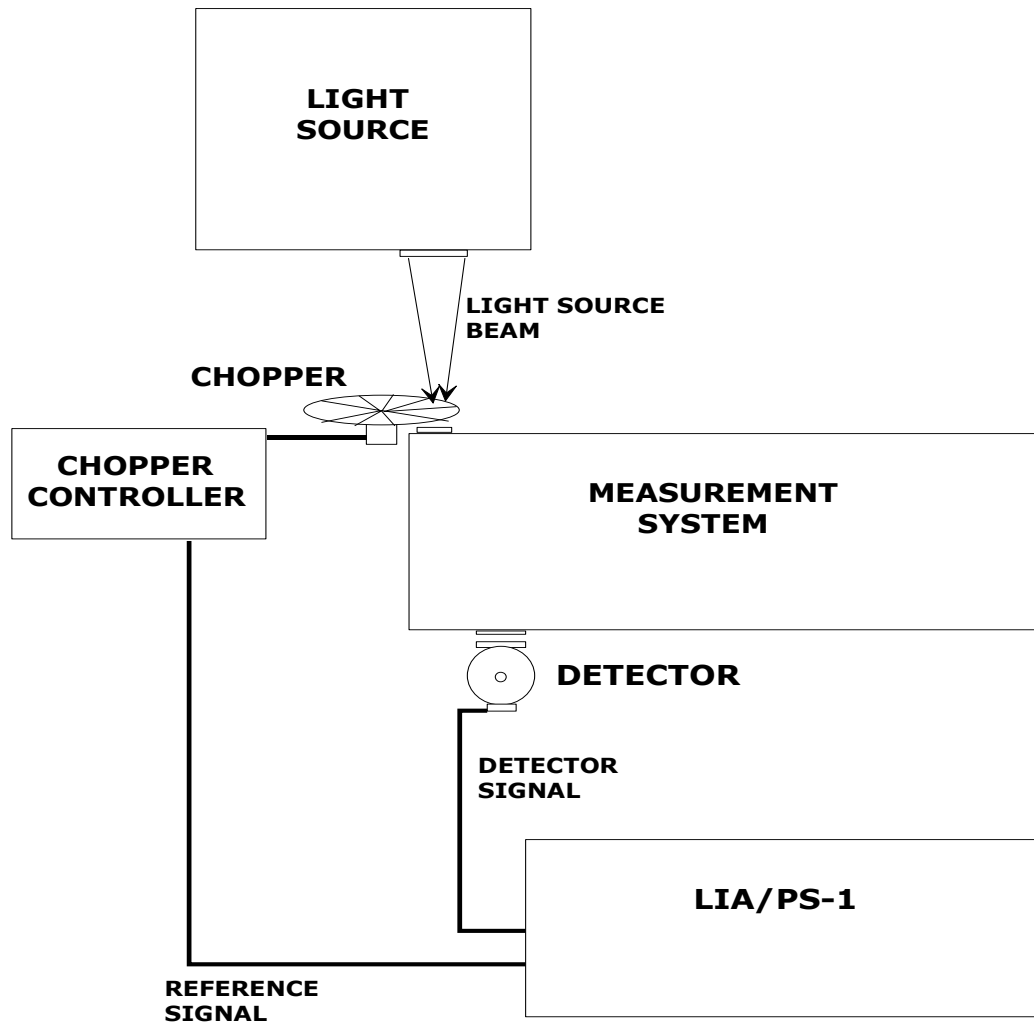 LIGHT
SOURCE
LIGHT SOURCE
BEAM
CHOPPER
CHOPPER
CONTROLLER
MEASUREMENT
SYSTEM
DETECTOR
DETECTOR
SIGNAL
LIA/PS-1
REFERENCE
SIGNAL